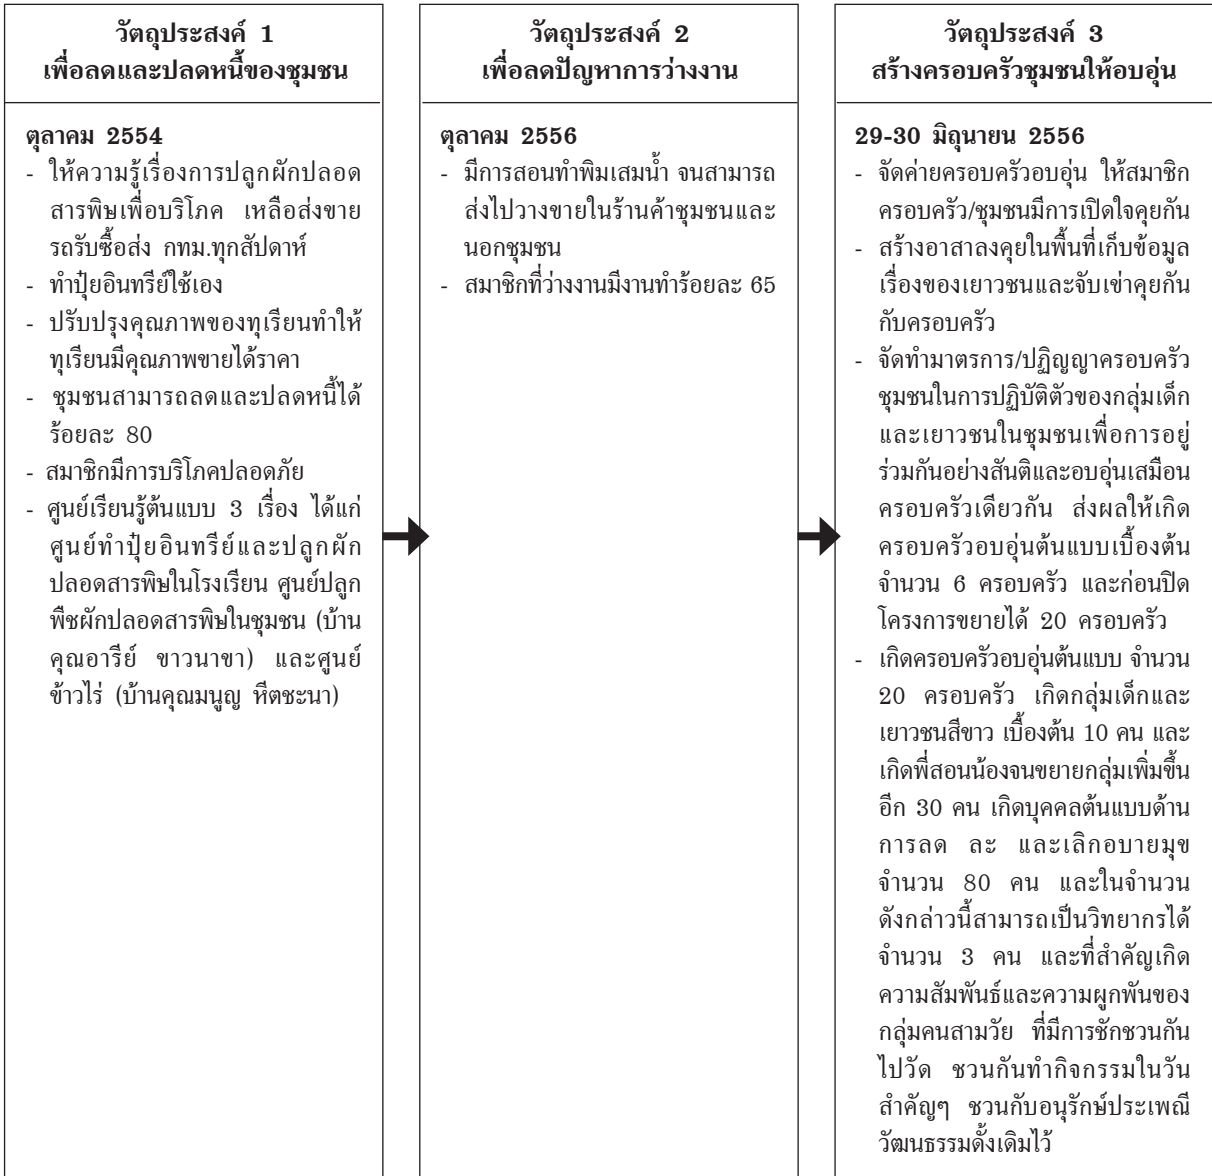 วัตถุประสงค์ 1
เพื่อลดและปลดหนี้ของชุมชน
ตุลาคม 2554
- ให้ความรู้เรื่องการปลูกผักปลอด
สารพิษเพื่อบริโภค เหลือส่งขาย
รถรับซื้อส่ง กทม.ทุกสัปดาห์
- ทำปุ๋ยอินทรีย์ใช้เอง
- ปรับปรุงคุณภาพของทุเรียนทำให้
ทุเรียนมีคุณภาพขายได้ราคา
- ชุมชนสามารถลดและปลดหนี้ได้
ร้อยละ 80
- สมาชิกมีการบริโภคปลอดภัย
- ศูนย์เรียนรู้ต้นแบบ 3 เรื่อง ได้แก่
ศูนย์ทำปุ๋ยอินทรีย์และปลูกผัก
ปลอดสารพิษในโรงเรียน ศูนย์ปลูก
พืชผักปลอดสารพิษในชุมชน (บ้าน
คุณอารีย์ ขาวนาขา) และศูนย์
ข้าวไร่ (บ้านคุณมนูญ หีตชะนา)
วัตถุประสงค์ 2
เพื่อลดปัญหาการว่างงาน
ตุลาคม 2556
- มีการสอนทำพิมเสมน้ำ จนสามารถ
ส่งไปวางขายในร้านค้าชุมชนและ
นอกชุมชน
- สมาชิกที่ว่างงานมีงานทำร้อยละ 65
วัตถุประสงค์ 3
สร้างครอบครัวชุมชนให้อบอุ่น
29-30 มิถุนายน 2556
- จัดค่ายครอบครัวอบอุ่น ให้สมาชิก
ครอบครัว/ชุมชนมีการเปิดใจคุยกัน
- สร้างอาสาลงคุยในพื้นที่เก็บข้อมูล
เรื่องของเยาวชนและจับเข่าคุยกัน
กับครอบครัว
- จัดทำมาตรการ/ปฏิญญาครอบครัว
ชุมชนในการปฏิบัติตัวของกลุ่มเด็ก
และเยาวชนในชุมชนเพื่อการอยู่
ร่วมกันอย่างสันติและอบอุ่นเสมือน
ครอบครัวเดียวกัน ส่งผลให้เกิด
ครอบครัวอบอุ่นต้นแบบเบื้องต้น
จำนวน 6 ครอบครัว และก่อนปิด
โครงการขยายได้ 20 ครอบครัว
- เกิดครอบครัวอบอุ่นต้นแบบ จำนวน
20 ครอบครัว เกิดกลุ่มเด็กและ
เยาวชนสีขาว เบื้องต้น 10 คน และ
เกิดพี่สอนน้องจนขยายกลุ่มเพิ่มขึ้น
อีก 30 คน เกิดบุคคลต้นแบบด้าน
การลด ละ และเลิกอบายมุข
จำนวน 80 คน และในจำนวน
ดังกล่าวนี้สามารถเป็นวิทยากรได้
จำนวน 3 คน และที่สำคัญเกิด
ความสัมพันธ์และความผูกพันของ
กลุ่มคนสามวัย ที่มีการชักชวนกัน
ไปวัด ชวนกันทำกิจกรรมในวัน
สำคัญๆ ชวนกับอนุรักษ์ประเพณี
วัฒนธรรมดั้งเดิมไว้